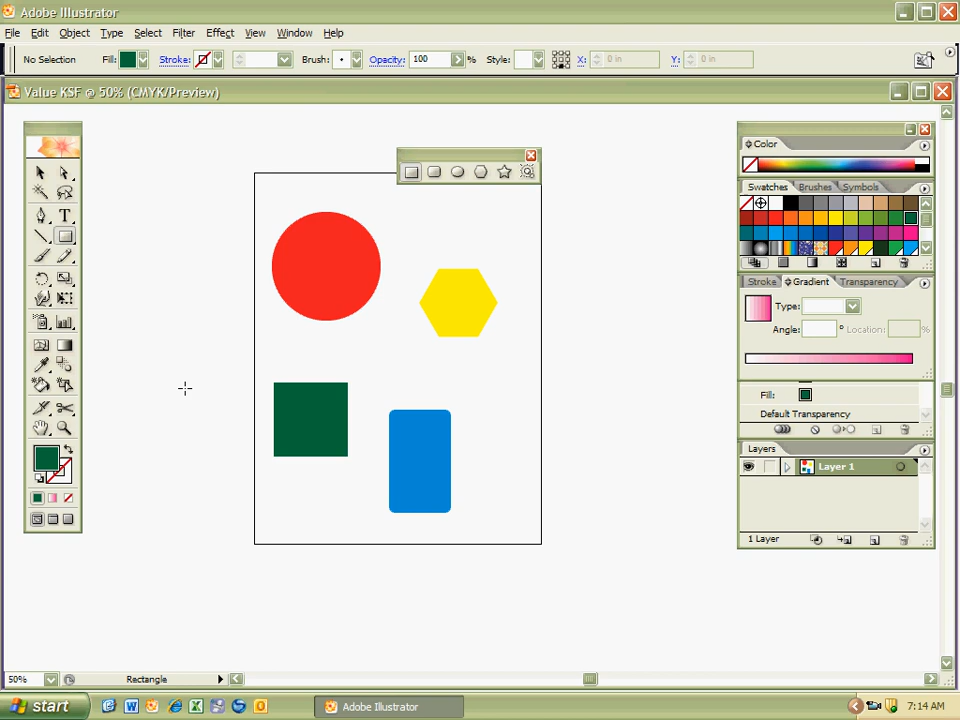 Adobe Illustrator
File Edit Object Type Select Filter Effect View Window Help
No Selection Fill: Stroke: Brush: Opacity: 100 % Style: X: 0 in Y: 0 in
Value KSF @ 50% (CMYK/Preview)
Color
Swatches Brushes Symbols
Stroke Gradient Transparency
Type:
Angle: ° Location: %
Fill:
Default Transparency
Layers
Layer 1
1 Layer
50% Rectangle
start Adobe Illustrator 7:14 AM